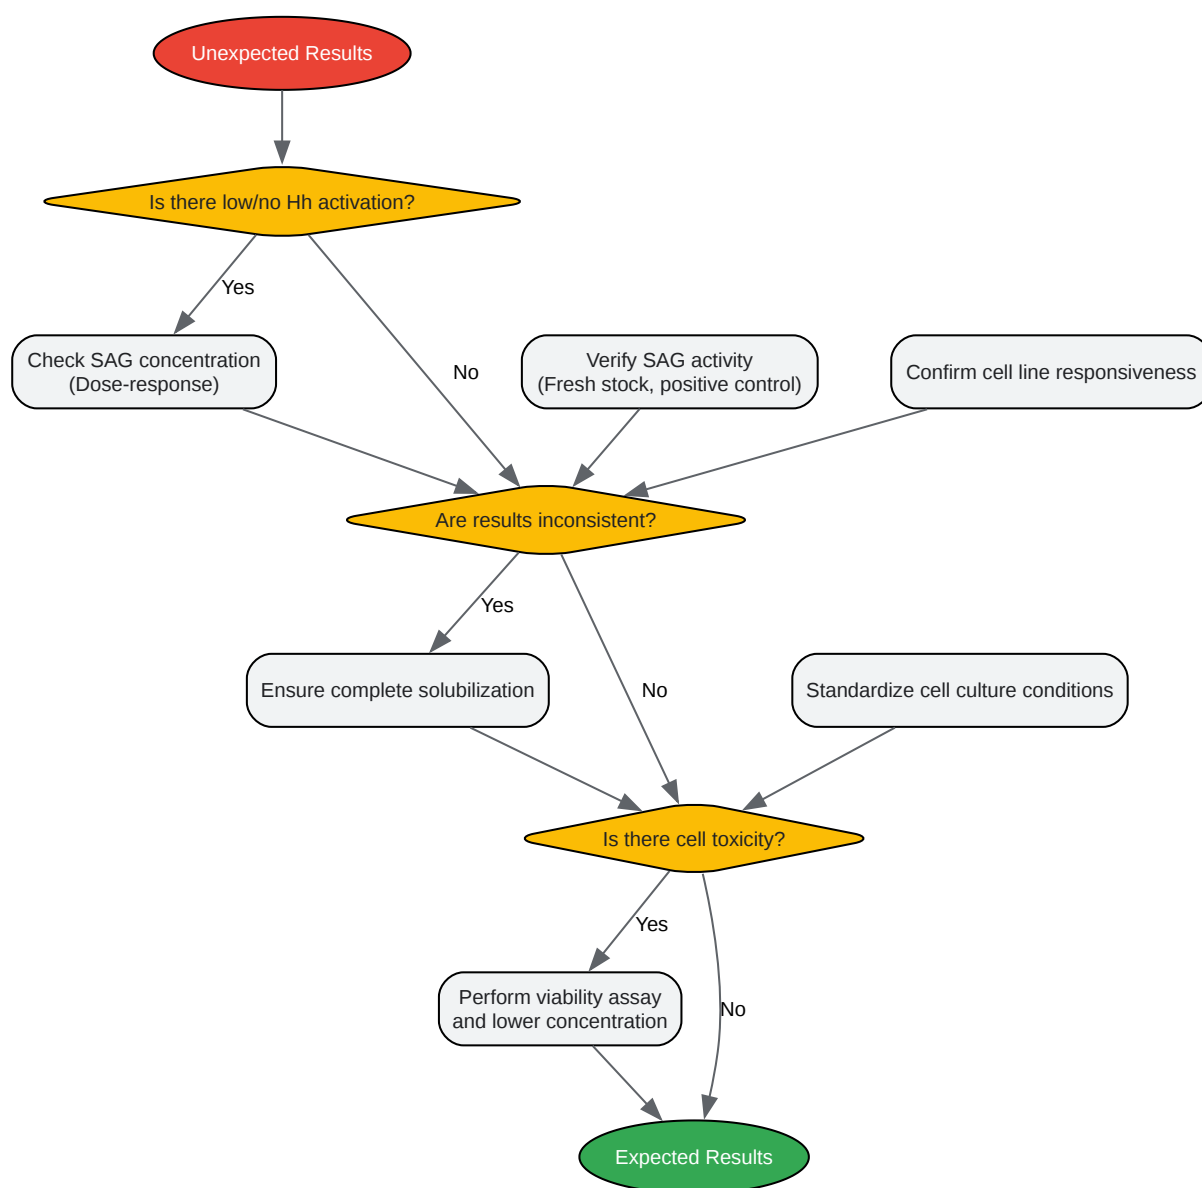 Unexpected Results
Is there low/no Hh activation?
Yes
Check SAG concentration
(Dose-response)
No
Verify SAG activity
(Fresh stock, positive control)
Confirm cell line responsiveness
Are results inconsistent?
Yes
Ensure complete solubilization
No
Standardize cell culture conditions
Is there cell toxicity?
Yes
Perform viability assay
and lower concentration
No
Expected Results